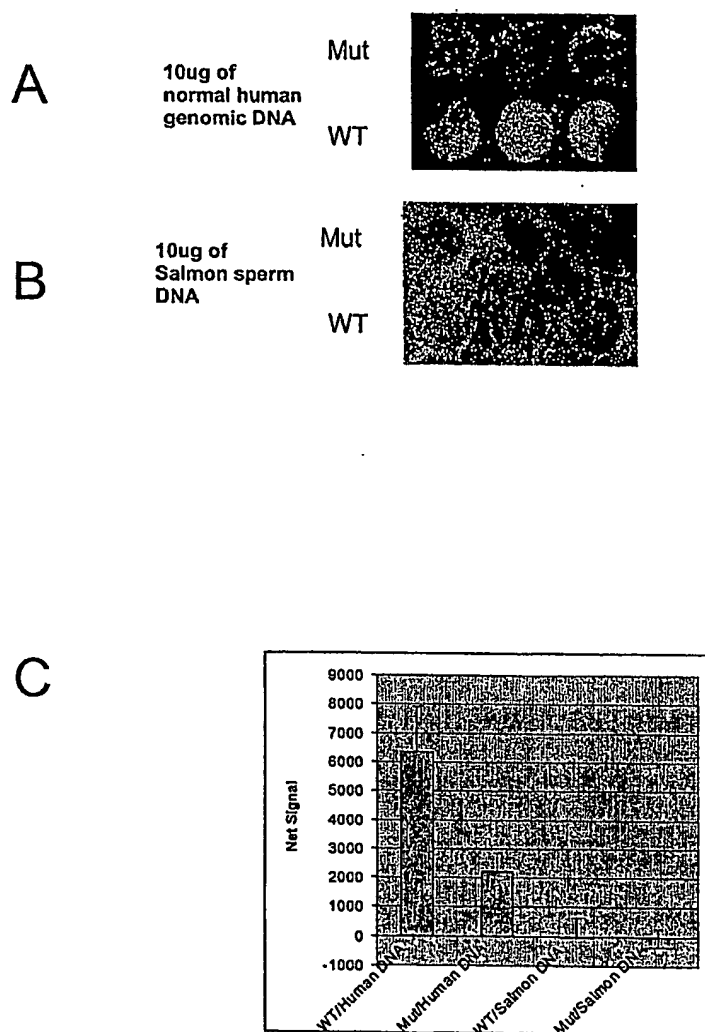 A
10ug of
normal human
genomic DNA
Mut
WT
B
10ug of
Salmon sperm
DNA
Mut
WT
C
Net Signal
9000
8000
7000
6000
5000
4000
3000
2000
1000
0
-1000
WT/Human DNA
Mut/Human DNA
WT/Salmon DNA
Mut/Salmon DNA